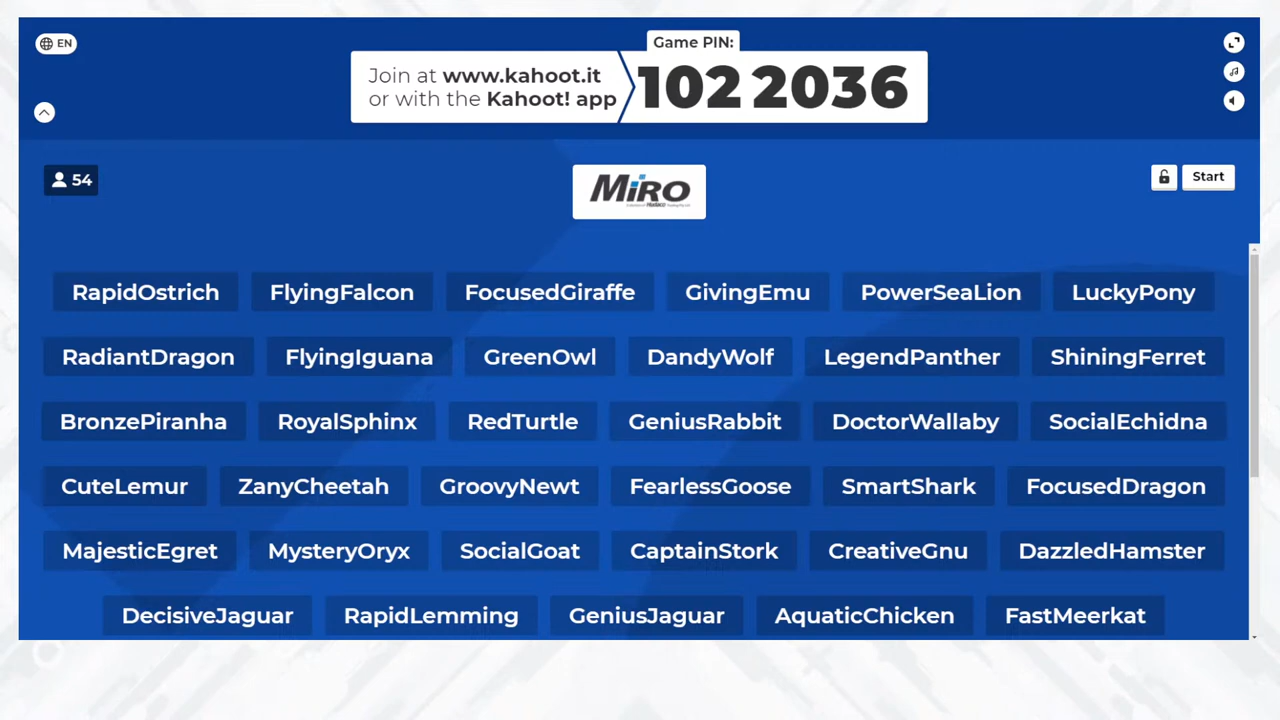 EN
Game PIN:
Join at www.kahoot.it
or with the Kahoot! app
102 2036
54
MiRO
Start
RapidOstrich FlyingFalcon FocusedGiraffe GivingEmu PowerSeaLion LuckyPony
RadiantDragon FlyingIguana GreenOwl DandyWolf LegendPanther ShiningFerret
BronzePiranha RoyalSphinx RedTurtle GeniusRabbit DoctorWallaby SocialEchidna
CuteLemur ZanyCheetah GroovyNewt FearlessGoose SmartShark FocusedDragon
MajesticEgret MysteryOryx SocialGoat CaptainStork CreativeGnu DazzledHamster
DecisiveJaguar RapidLemming GeniusJaguar AquaticChicken FastMeerkat